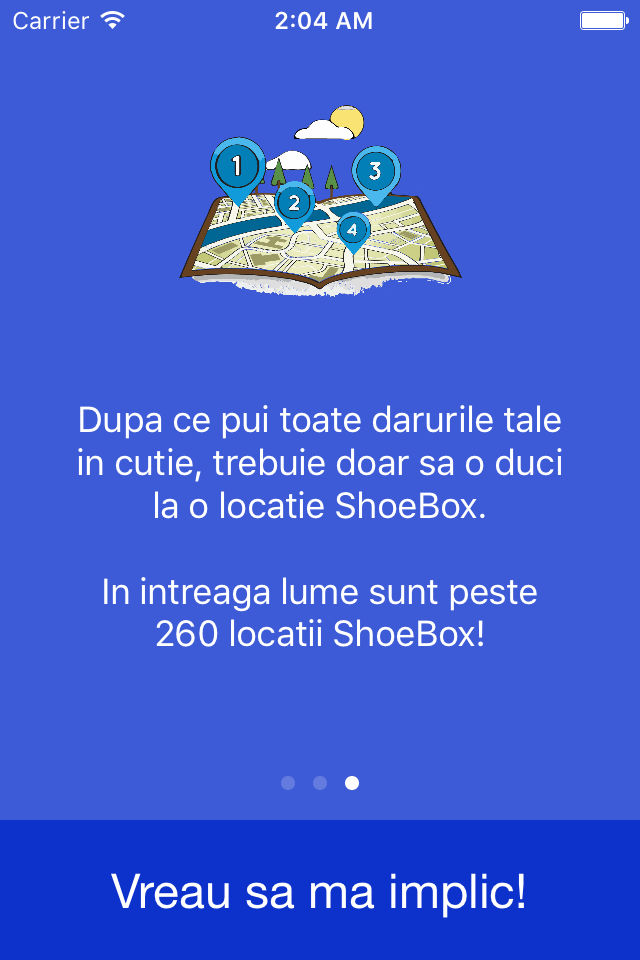 Carrier 2:04 AM
1
3
2
4
Dupa ce pui toate darurile tale
in cutie, trebuie doar sa o duci
la o locatie ShoeBox.
In intreaga lume sunt peste
260 locatii ShoeBox!
Vreau sa ma implic!